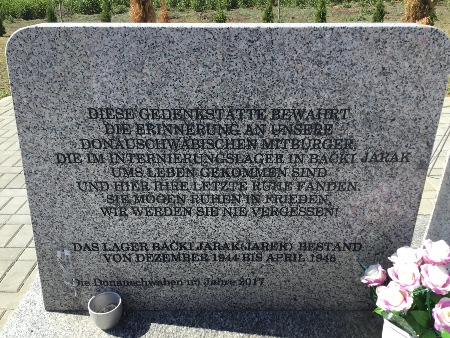 DIESE GEDENKSTÄTTE BEWAHRT
DIE ERINNERUNG AN UNSERE
DONAUSCHWÄBISCHEN MITBÜRGER,
DIE IM INTERNIERUNGSLAGER IN BAČKI JARAK
UMS LEBEN GEKOMMEN SIND
UND HIER IHRE LETZTE RUHE FANDEN.
SIE MÖGEN RUHEN IN FRIEDEN,
WIR WERDEN SIE NIE VERGESSEN!
DAS LAGER BAČKI JARAK (JAREK) BESTAND
VON DEZEMBER 1944 BIS APRIL 1946
Die Donauschwaben im Jahre 2017